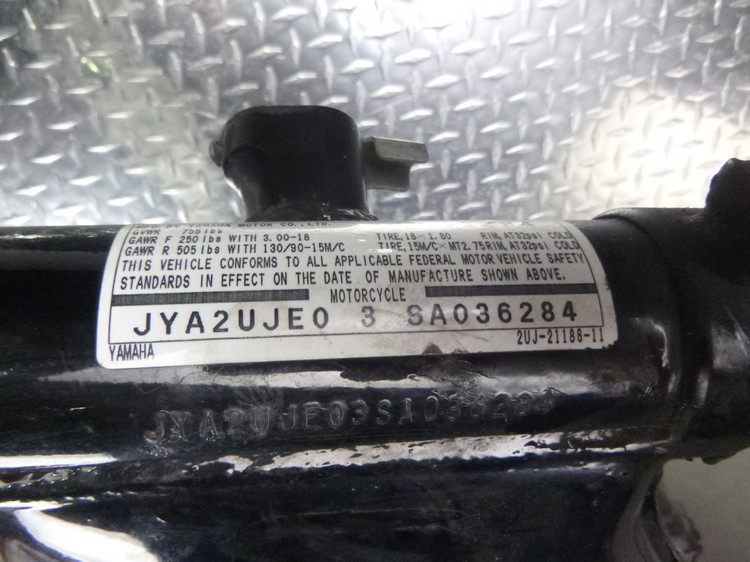 YAMAHA MOTOR CO., LTD.
GVWR 755 lbs
GAWR F 250 lbs WITH 3.00-18 TIRE, 18 × 1.60 RIM, AT 32psi COLD
GAWR R 505 lbs WITH 130/90-15M/C TIRE, 15M/C × MT2.75 RIM, AT 32psi COLD
THIS VEHICLE CONFORMS TO ALL APPLICABLE FEDERAL MOTOR VEHICLE SAFETY
STANDARDS IN EFFECT ON THE DATE OF MANUFACTURE SHOWN ABOVE.
MOTORCYCLE
JYA2UJE0 3 SA036284
YAMAHA 2UJ-21186-11
JYA2UJE03SA036284